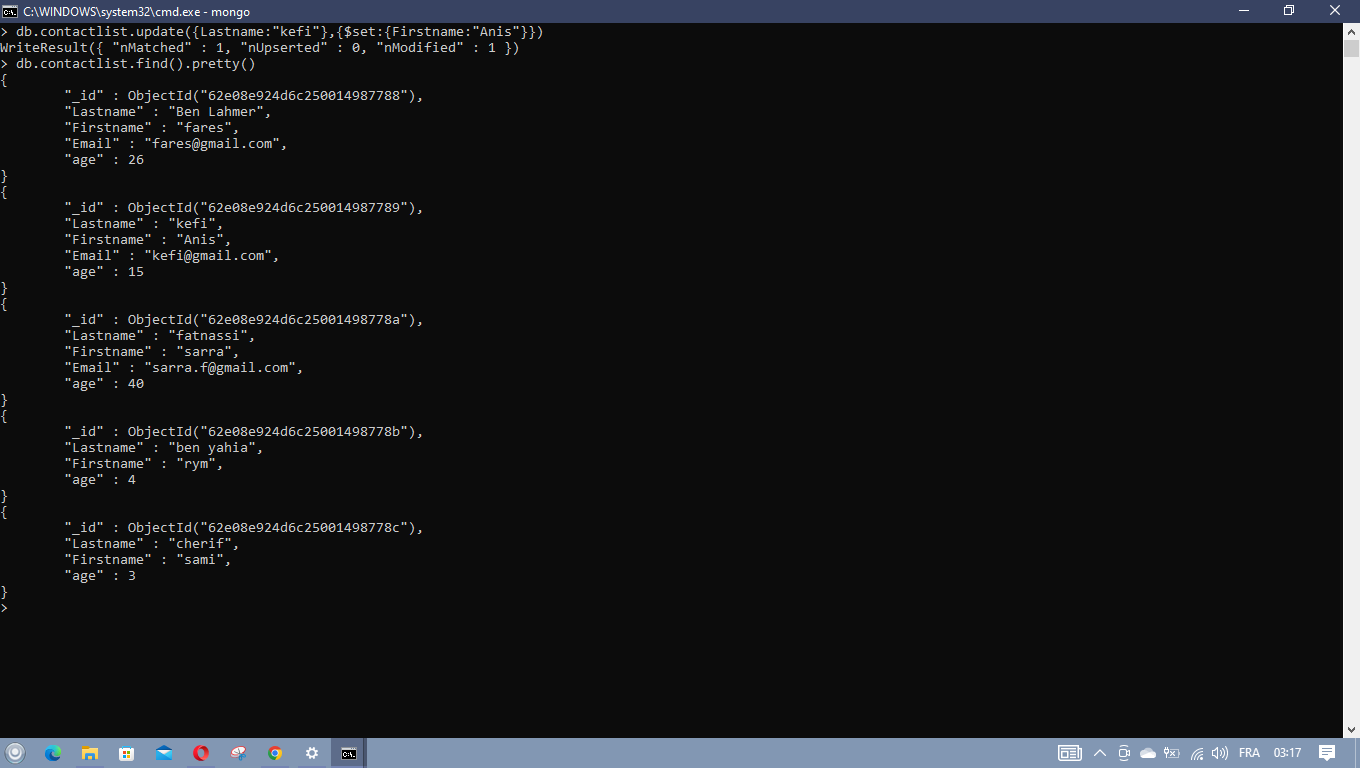 C:\WINDOWS\system32\cmd.exe - mongo
> db.contactlist.update({Lastname:"kefi"},{$set:{Firstname:"Anis"}})
WriteResult({ "nMatched" : 1, "nUpserted" : 0, "nModified" : 1 })
> db.contactlist.find().pretty()
{
"_id" : ObjectId("62e08e924d6c250014987788"),
"Lastname" : "Ben Lahmer",
"Firstname" : "fares",
"Email" : "fares@gmail.com",
"age" : 26
}
{
"_id" : ObjectId("62e08e924d6c250014987789"),
"Lastname" : "kefi",
"Firstname" : "Anis",
"Email" : "kefi@gmail.com",
"age" : 15
}
{
"_id" : ObjectId("62e08e924d6c25001498778a"),
"Lastname" : "fatnassi",
"Firstname" : "sarra",
"Email" : "sarra.f@gmail.com",
"age" : 40
}
{
"_id" : ObjectId("62e08e924d6c25001498778b"),
"Lastname" : "ben yahia",
"Firstname" : "rym",
"age" : 4
}
{
"_id" : ObjectId("62e08e924d6c25001498778c"),
"Lastname" : "cherif",
"Firstname" : "sami",
"age" : 3
}
>
FRA 03:17